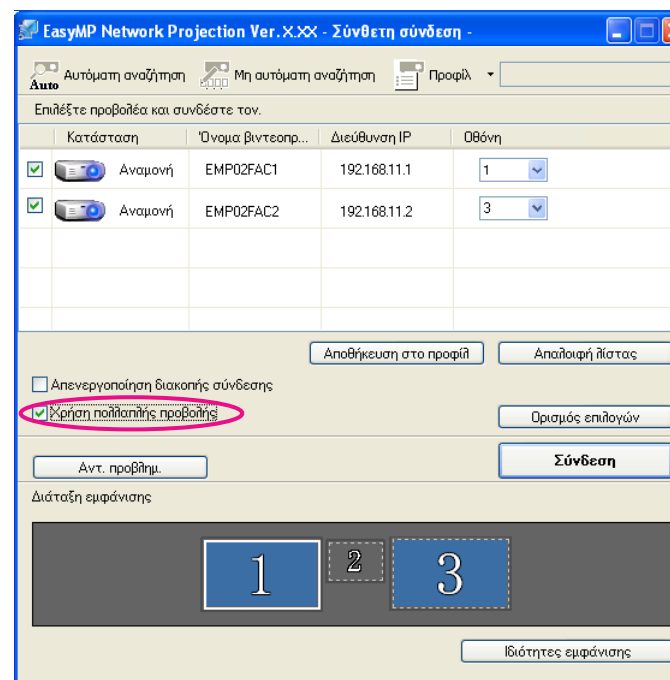 EasyMP Network Projection Ver.X.XX - Σύνθετη σύνδεση -
Auto Αυτόματη αναζήτηση Μη αυτόματη αναζήτηση Προφίλ
Επιλέξτε προβολέα και συνδέστε τον.
Κατάσταση Όνομα βιντεοπρ... Διεύθυνση IP Οθόνη
Αναμονή EMP02FAC1 192.168.11.1 1
Αναμονή EMP02FAC2 192.168.11.2 3
Αποθήκευση στο προφίλ Απαλοιφή λίστας
Απενεργοποίηση διακοπής σύνδεσης
Χρήση πολλαπλής προβολής
Ορισμός επιλογών
Αντ. προβλημ. Σύνδεση
Διάταξη εμφάνισης
1 2 3
Ιδιότητες εμφάνισης